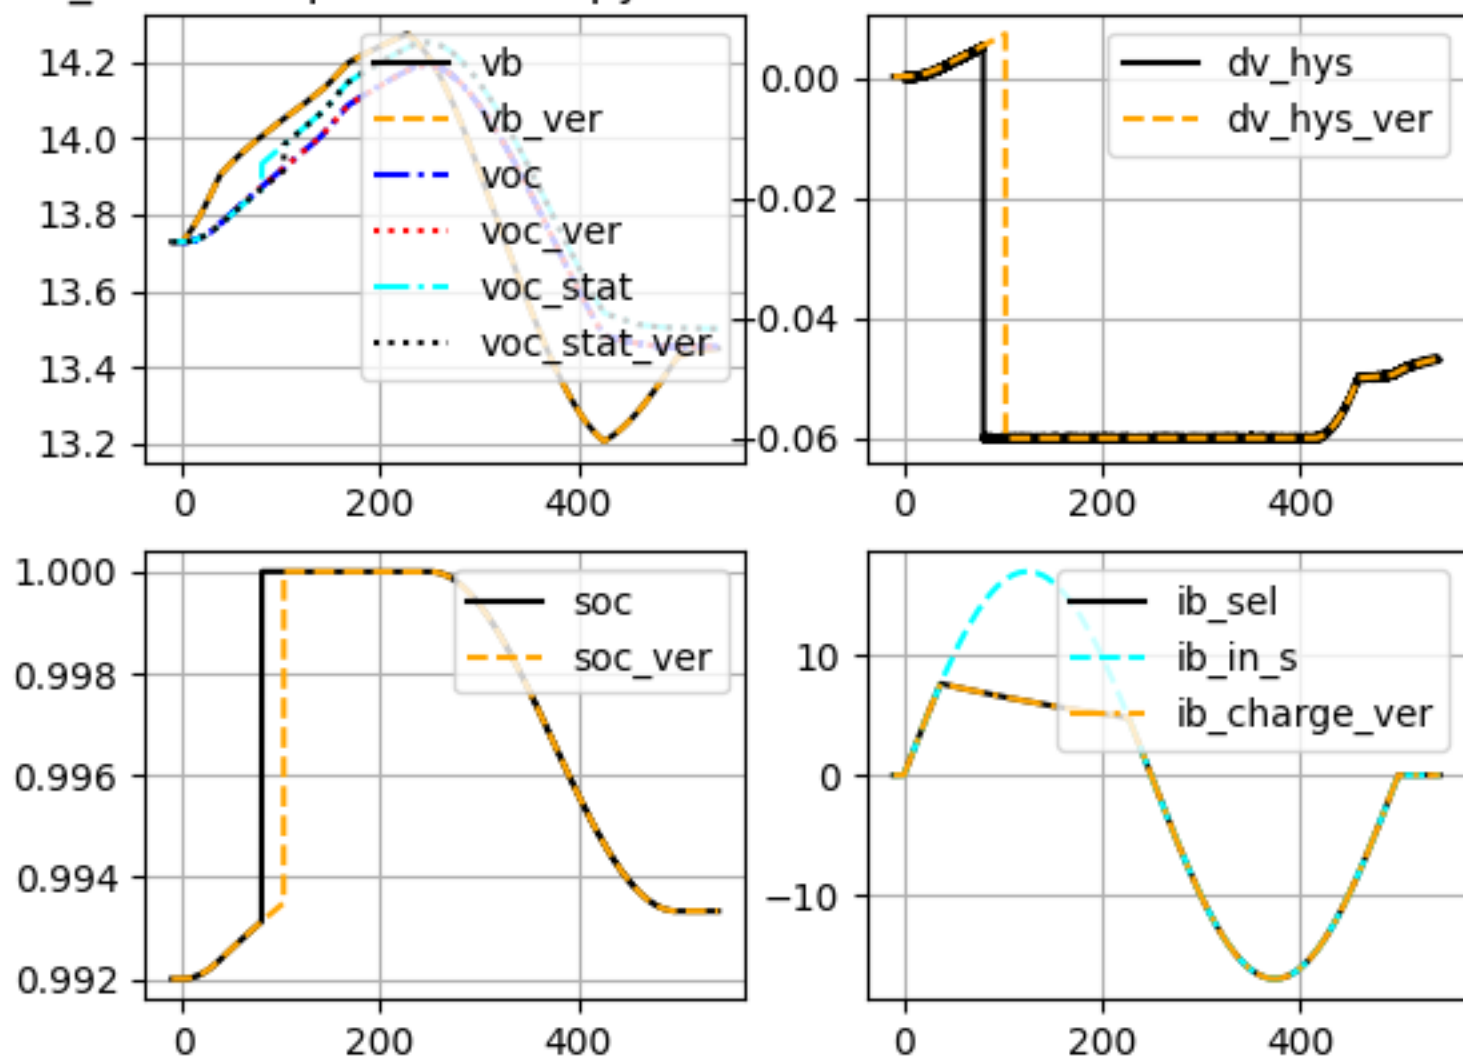 14.2
14.0
13.8
13.6
13.4
13.2
0
200
400
vb
vb_ver
voc
voc_ver
voc_stat
voc_stat_ver
0.00
−0.02
−0.04
−0.06
0
200
400
dv_hys
dv_hys_ver
1.000
0.998
0.996
0.994
0.992
0
200
400
soc
soc_ver
10
0
−10
0
200
400
ib_sel
ib_in_s
ib_charge_ver